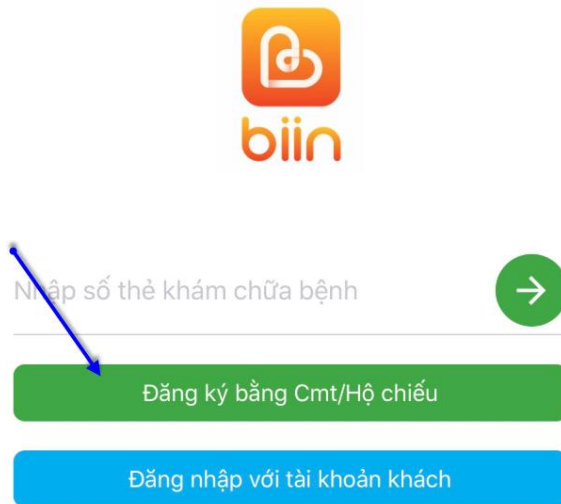 biin
Nhập số thẻ khám chữa bệnh
Đăng ký bằng Cmt/Hộ chiếu
Đăng nhập với tài khoản khách